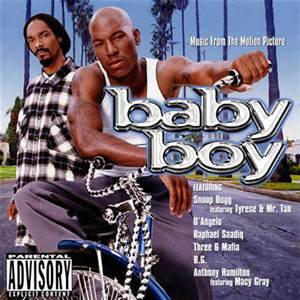 Music From The Motion Picture
baby
boy
FEATURING
Snoop Dogg
featuring Tyrese & Mr. Tan
D'Angelo
Raphael Saadiq
Three 6 Mafia
B.G.
Anthony Hamilton
featuring Macy Gray
PARENTAL
ADVISORY
EXPLICIT CONTENT